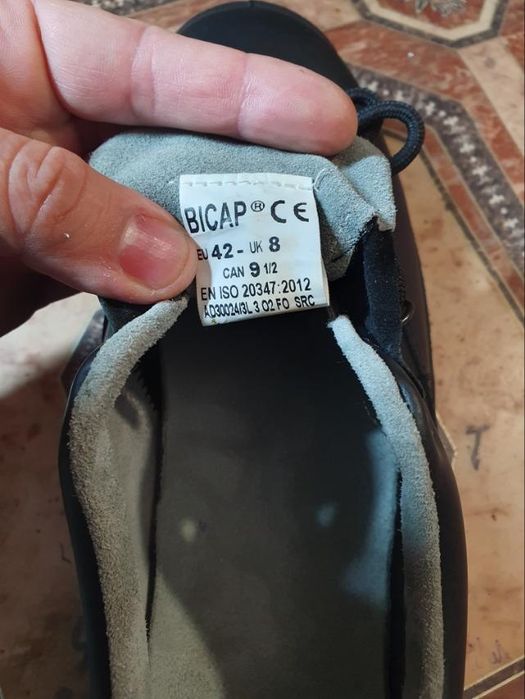 BICAP® CE
EU 42 - UK 8
CAN 9 1/2
EN ISO 20347:2012
AD30024/3L 3 O2 FO SRC